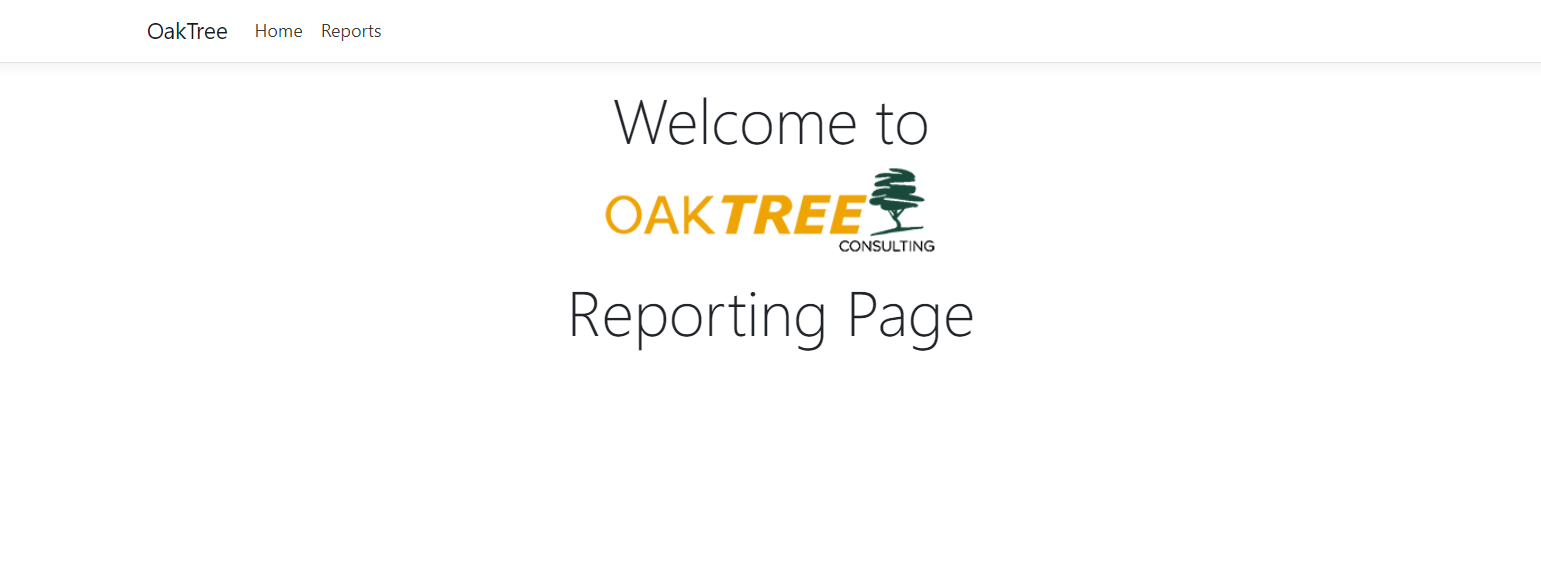 OakTree Home Reports
Welcome to
OAKTREE
CONSULTING
Reporting Page